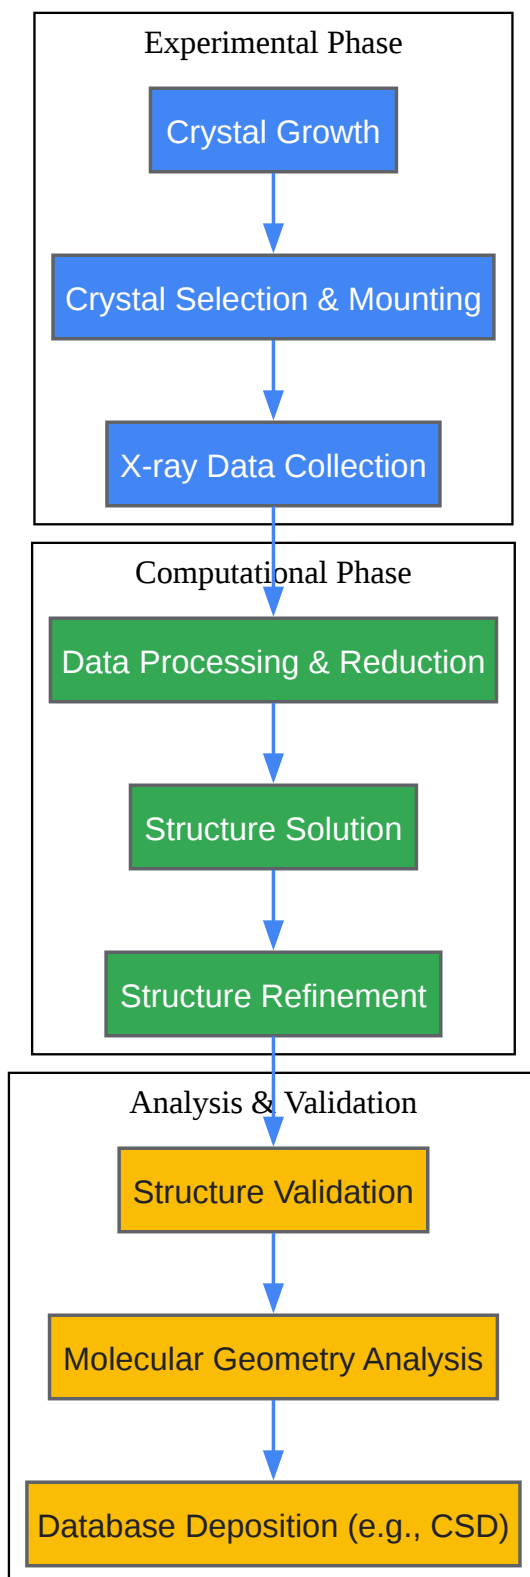 Experimental Phase
Crystal Growth
Crystal Selection & Mounting
X-ray Data Collection
Computational Phase
Data Processing & Reduction
Structure Solution
Structure Refinement
Analysis & Validation
Structure Validation
Molecular Geometry Analysis
Database Deposition (e.g., CSD)